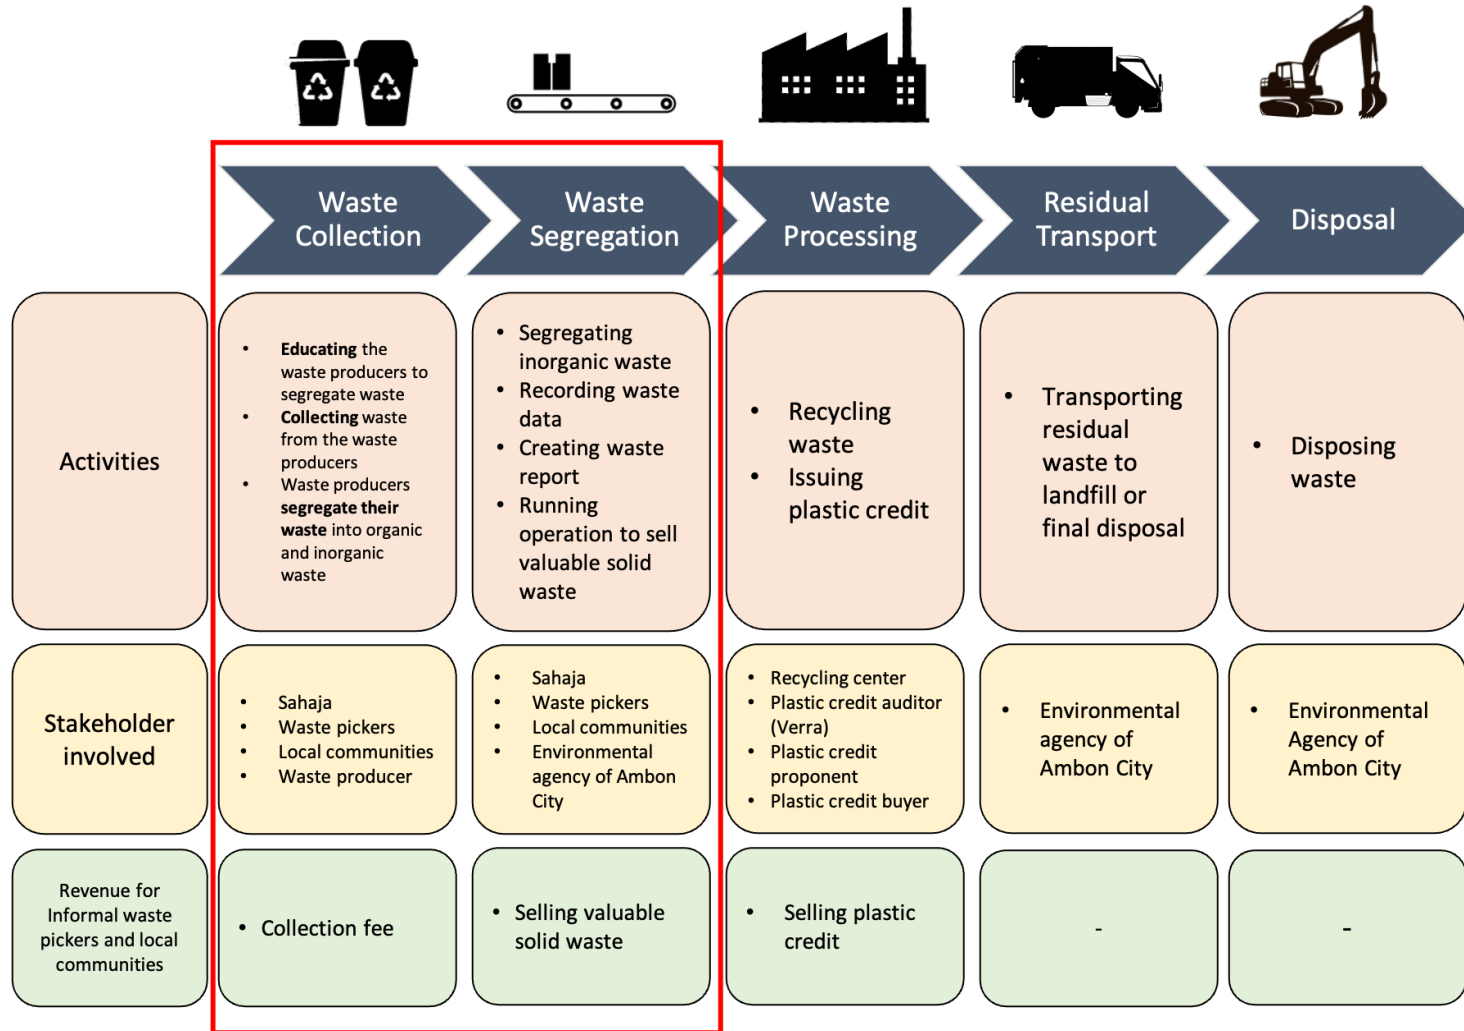 Waste
Collection
Waste
Segregation
Waste
Processing
Residual
Transport
Disposal
Activities
• Educating the
waste producers to
segregate waste
• Collecting waste
from the waste
producers
• Waste producers
segregate their
waste into organic
and inorganic
waste
• Segregating
inorganic waste
• Recording waste
data
• Creating waste
report
• Running
operation to sell
valuable solid
waste
• Recycling
waste
• Issuing
plastic credit
• Transporting
residual
waste to
landfill or
final disposal
• Disposing
waste
Stakeholder
involved
• Sahaja
• Waste pickers
• Local communities
• Waste producer
• Sahaja
• Waste pickers
• Local communities
• Environmental
agency of Ambon
City
• Recycling center
• Plastic credit auditor
(Verra)
• Plastic credit
proponent
• Plastic credit buyer
• Environmental
agency of
Ambon City
• Environmental
Agency of
Ambon City
Revenue for
Informal waste
pickers and local
communities
• Collection fee
• Selling valuable
solid waste
• Selling plastic
credit
-
-